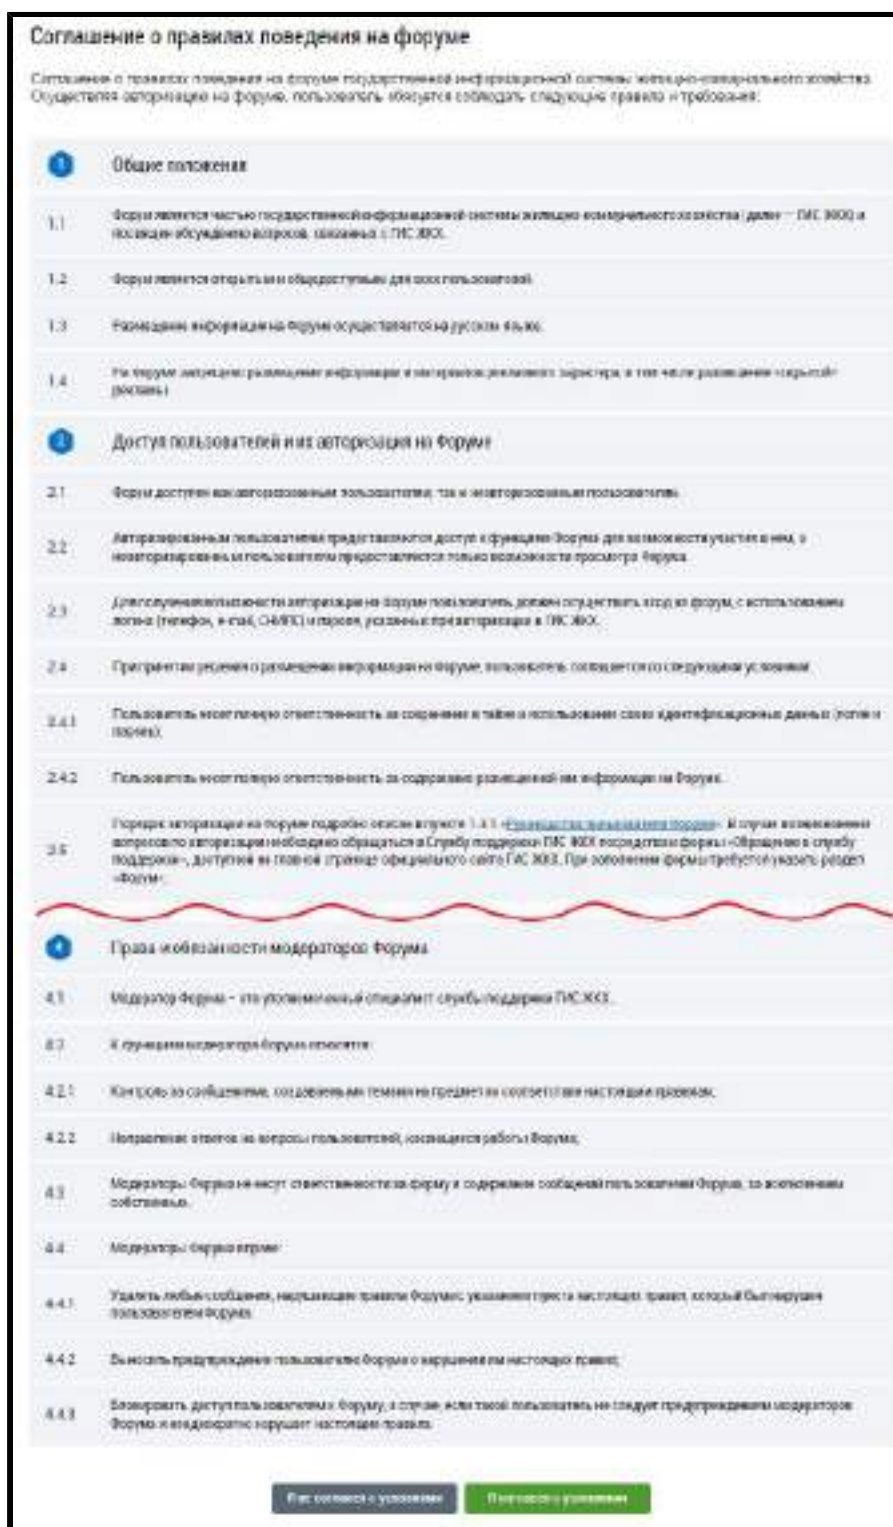 Соглашение о правилах поведения на форуме
Соглашение о правилах поведения на форуме государственной информационной системы жилищно-коммунального хозяйства.
Осуществляя авторизацию на форуме, пользователь обязуется соблюдать следующие правила и требования:
1 Общие положения
1.1 Форум является частью государственной информационной системы жилищно-коммунального хозяйства (далее – ГИС ЖКХ) и
посвящен обсуждению вопросов, связанных с ГИС ЖКХ.
1.2 Форум является открытым и общедоступным для всех пользователей.
1.3 Размещение информации на Форуме осуществляется на русском языке.
1.4 На Форуме запрещено размещение информации и материалов рекламного характера, в том числе размещение «скрытой»
рекламы.
2 Доступ пользователей и их авторизация на Форуме
2.1 Форум доступен как авторизованным пользователям, так и неавторизованным пользователям.
2.2 Авторизированным пользователям предоставляются доступ к функциям Форума для возможности участия в нем, а
неавторизированным пользователям предоставляется только возможности просмотра Форума.
2.3 Для получения возможности авторизации на Форуме пользователь должен осуществить вход на форум, с использованием
логина (телефон, e-mail, СНИЛС) и пароля, указанных при авторизации в ГИС ЖКХ.
2.4 При принятии решения о размещении информации на Форуме, пользователь соглашается со следующими условиями:
2.4.1 Пользователь несет полную ответственность за сохранение в тайне и использование своих идентификационных данных (логин и
пароль);
2.4.2 Пользователь несет полную ответственность за содержание размещенной им информации на Форуме.
2.5 Порядок авторизации на Форуме подробно описан в пункте 1.4.1 «Руководства пользователя Форума». В случае возникновения
вопросов по авторизации необходимо обращаться в Службу поддержки ГИС ЖКХ посредством формы «Обращение в службу
поддержки», доступной на главной странице официального сайта ГИС ЖКХ. При заполнении формы требуется указать раздел
«Форум».
4 Права и обязанности модераторов Форума
4.1 Модератор Форума – это уполномоченный специалист службы поддержки ГИС ЖКХ.
4.2 К функциям модератора Форума относятся:
4.2.1 Контроль за сообщениями, создаваемыми темами на предмет их соответствия настоящим правилам;
4.2.2 Направление ответов на вопросы пользователей, касающихся работы Форума;
4.3 Модераторы Форума не несут ответственности за форму и содержание сообщений пользователей Форума, за исключением
собственных.
4.4 Модераторы Форума вправе:
4.4.1 Удалять любые сообщения, нарушающие правила Форума с указанием пункта настоящих правил, который был нарушен
пользователем Форума;
4.4.2 Выносить предупреждение пользователю Форума о нарушении им настоящих правил;
4.4.3 Блокировать доступ пользователям к Форуму, в случае, если такой пользователь не следует предупреждениям модераторов
Форума и неоднократно нарушает настоящие правила.
Я не согласен с условиями
Я согласен с условиями